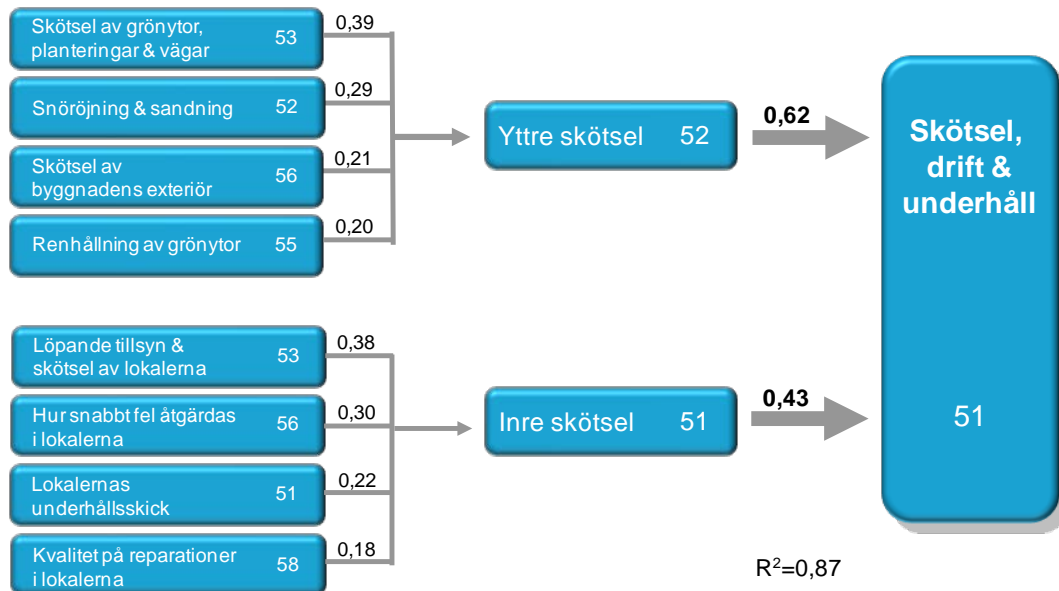 Skötsel av grönytor,
planteringar & vägar
53
0,39
Snöröjning & sandning
52
0,29
Skötsel av
byggnadens exteriör
56
0,21
Renhållning av grönytor
55
0,20
Yttre skötsel 52
0,62
Löpande tillsyn &
skötsel av lokalerna
53
0,38
Hur snabbt fel åtgärdas
i lokalerna
56
0,30
Lokalernas
underhållsskick
51
0,22
Kvalitet på reparationer
i lokalerna
58
0,18
Inre skötsel 51
0,43
Skötsel,
drift &
underhåll
51
R²=0,87